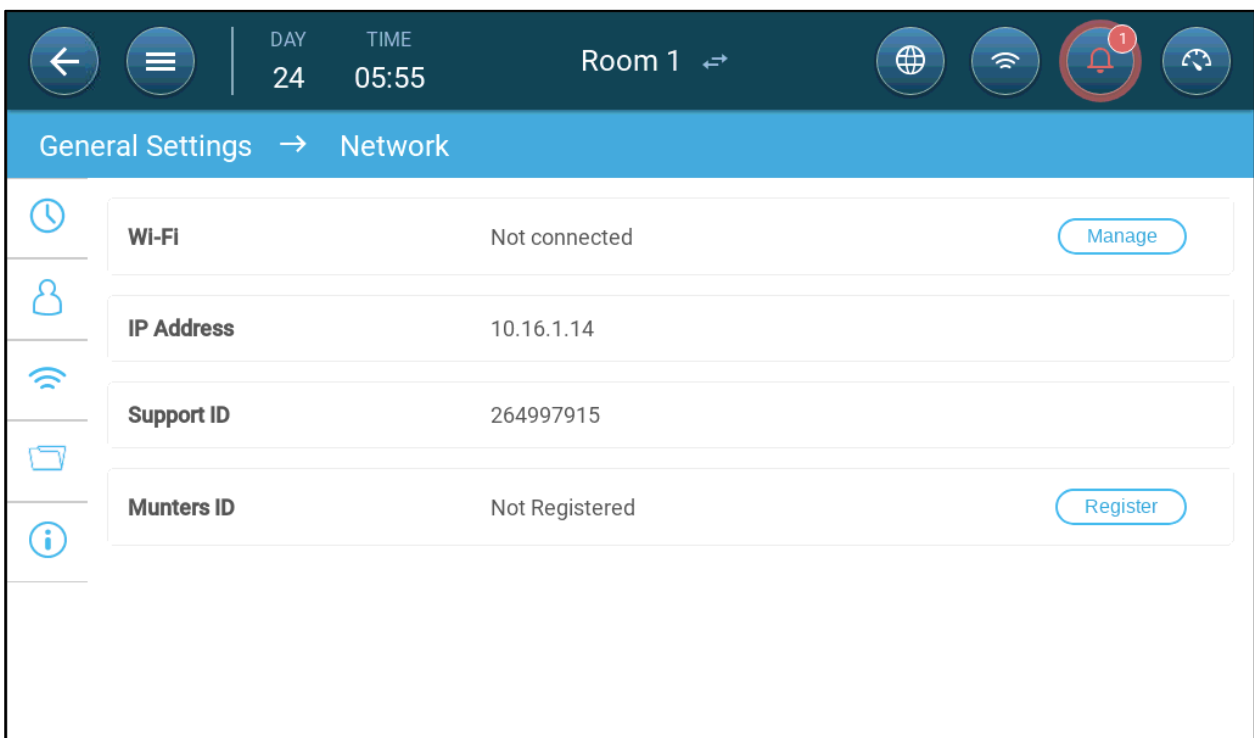 DAY TIME
24 05:55 Room 1 1
General Settings → Network
Wi-Fi Not connected Manage
IP Address 10.16.1.14
Support ID 264997915
Munters ID Not Registered Register